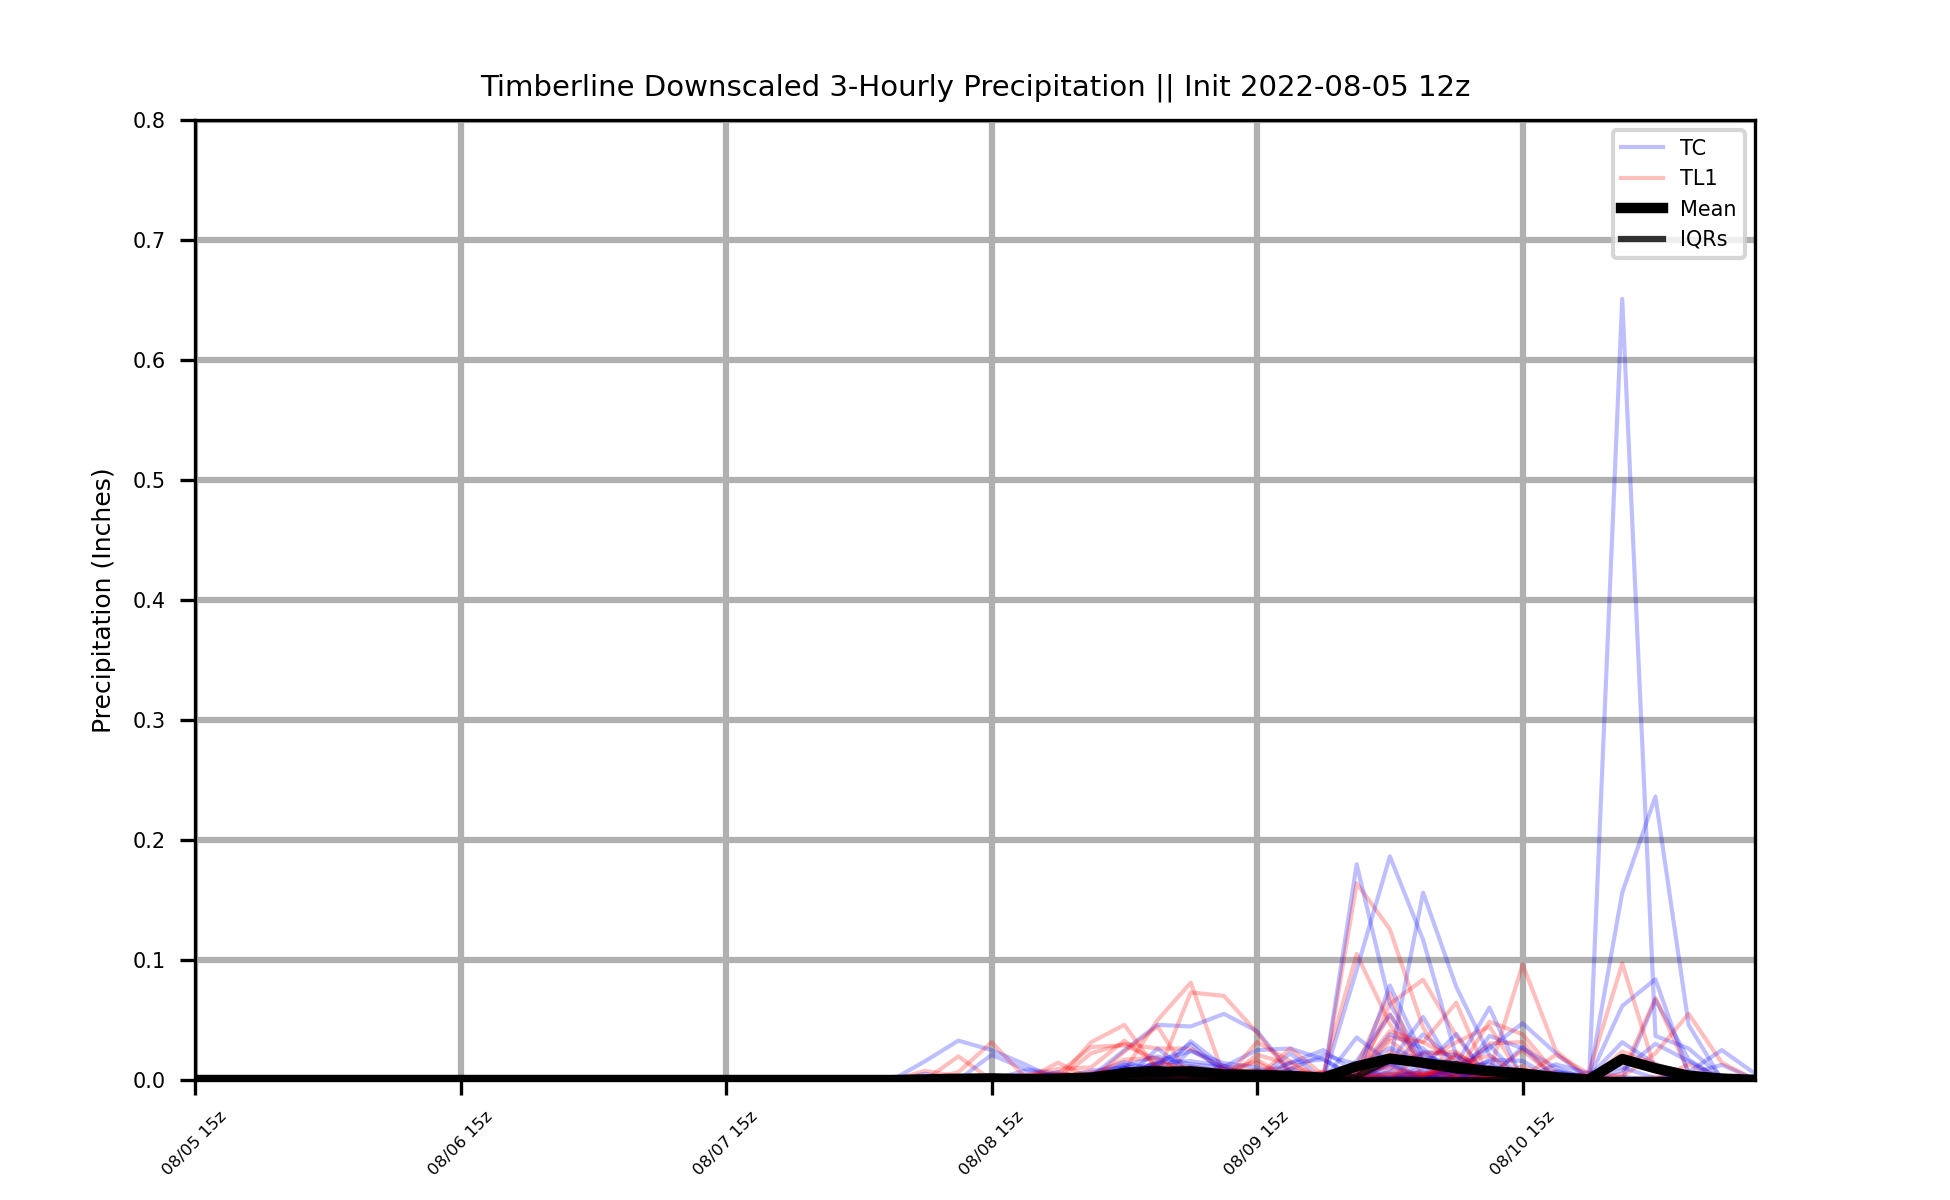 Timberline Downscaled 3-Hourly Precipitation || Init 2022-08-05 12z
TC
TL1
Mean
IQRs
Precipitation (Inches)
0.8
0.7
0.6
0.5
0.4
0.3
0.2
0.1
0.0
08/05 15z
08/06 15z
08/07 15z
08/08 15z
08/09 15z
08/10 15z